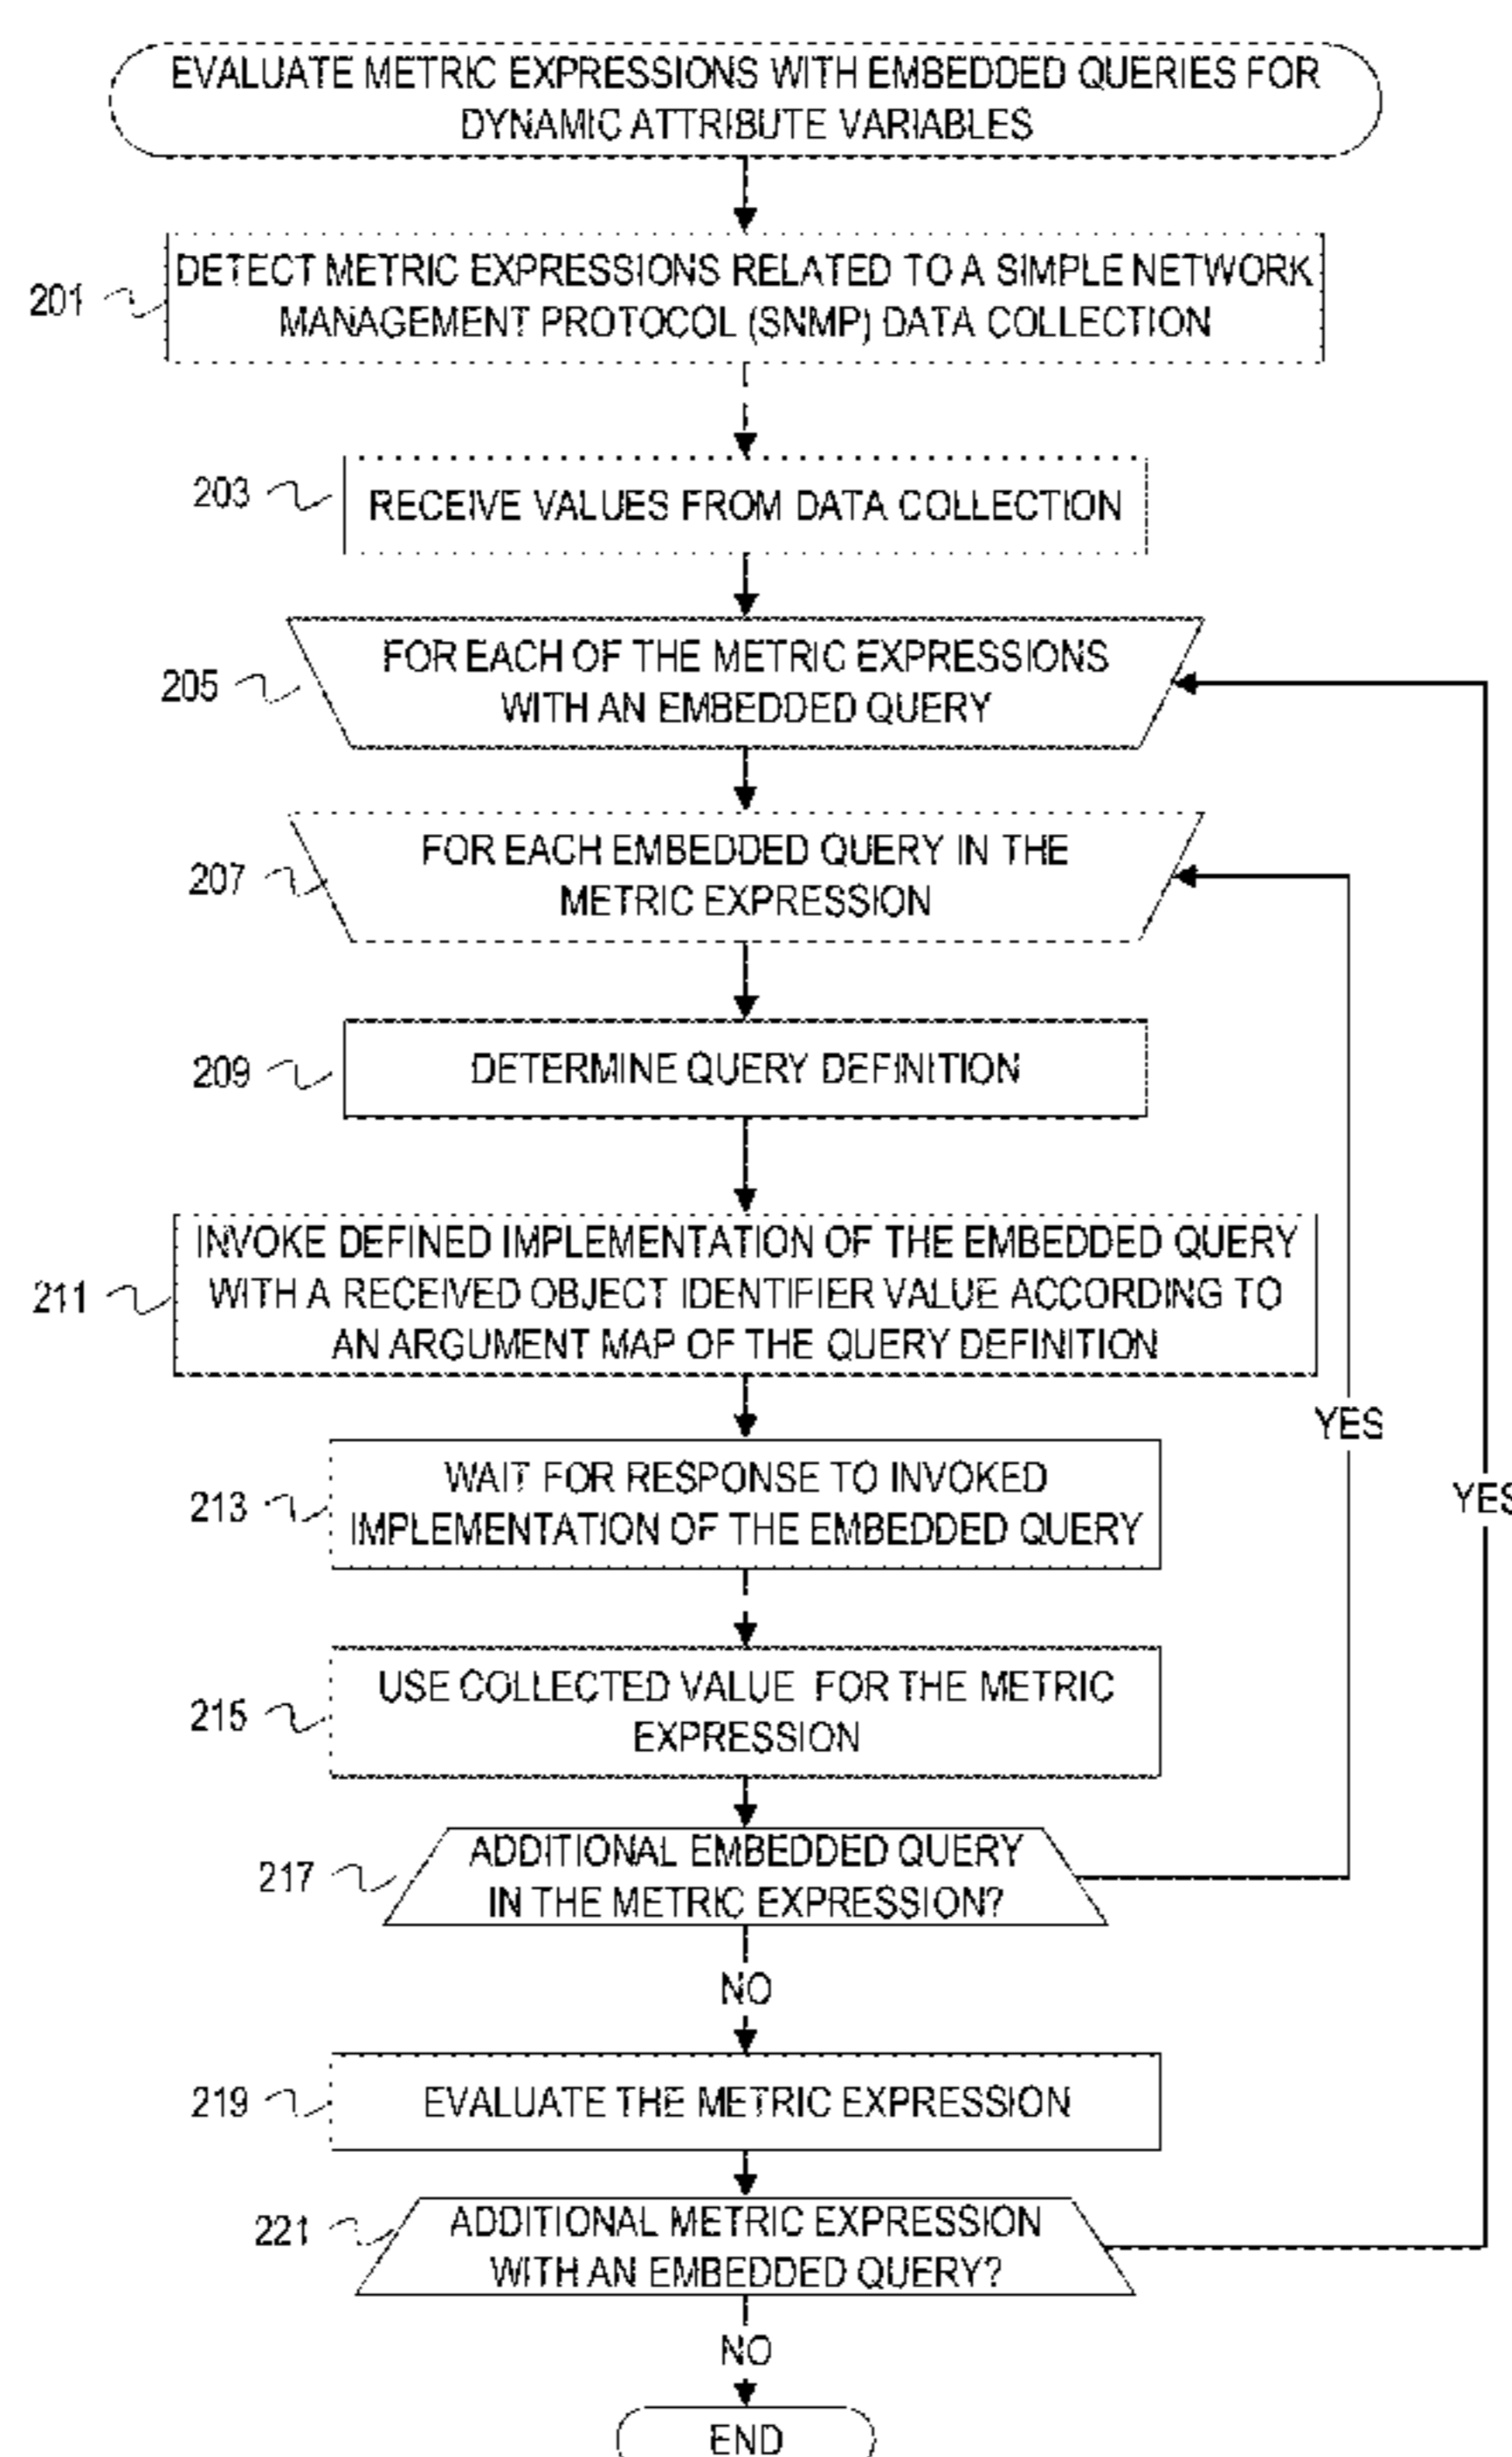 EVALUATE METRIC EXPRESSIONS WITH EMBEDDED QUERIES FOR
DYNAMIC ATTRIBUTE VARIABLES
201
DETECT METRIC EXPRESSIONS RELATED TO A SIMPLE NETWORK
MANAGEMENT PROTOCOL (SNMP) DATA COLLECTION
203
RECEIVE VALUES FROM DATA COLLECTION
205
FOR EACH OF THE METRIC EXPRESSIONS
WITH AN EMBEDDED QUERY
207
FOR EACH EMBEDDED QUERY IN THE
METRIC EXPRESSION
209
DETERMINE QUERY DEFINITION
211
INVOKE DEFINED IMPLEMENTATION OF THE EMBEDDED QUERY
WITH A RECEIVED OBJECT IDENTIFIER VALUE ACCORDING TO
AN ARGUMENT MAP OF THE QUERY DEFINITION
YES
213
WAIT FOR RESPONSE TO INVOKED
IMPLEMENTATION OF THE EMBEDDED QUERY
YES
215
USE COLLECTED VALUE FOR THE METRIC
EXPRESSION
217
ADDITIONAL EMBEDDED QUERY
IN THE METRIC EXPRESSION?
NO
219
EVALUATE THE METRIC EXPRESSION
221
ADDITIONAL METRIC EXPRESSION
WITH AN EMBEDDED QUERY?
NO
END